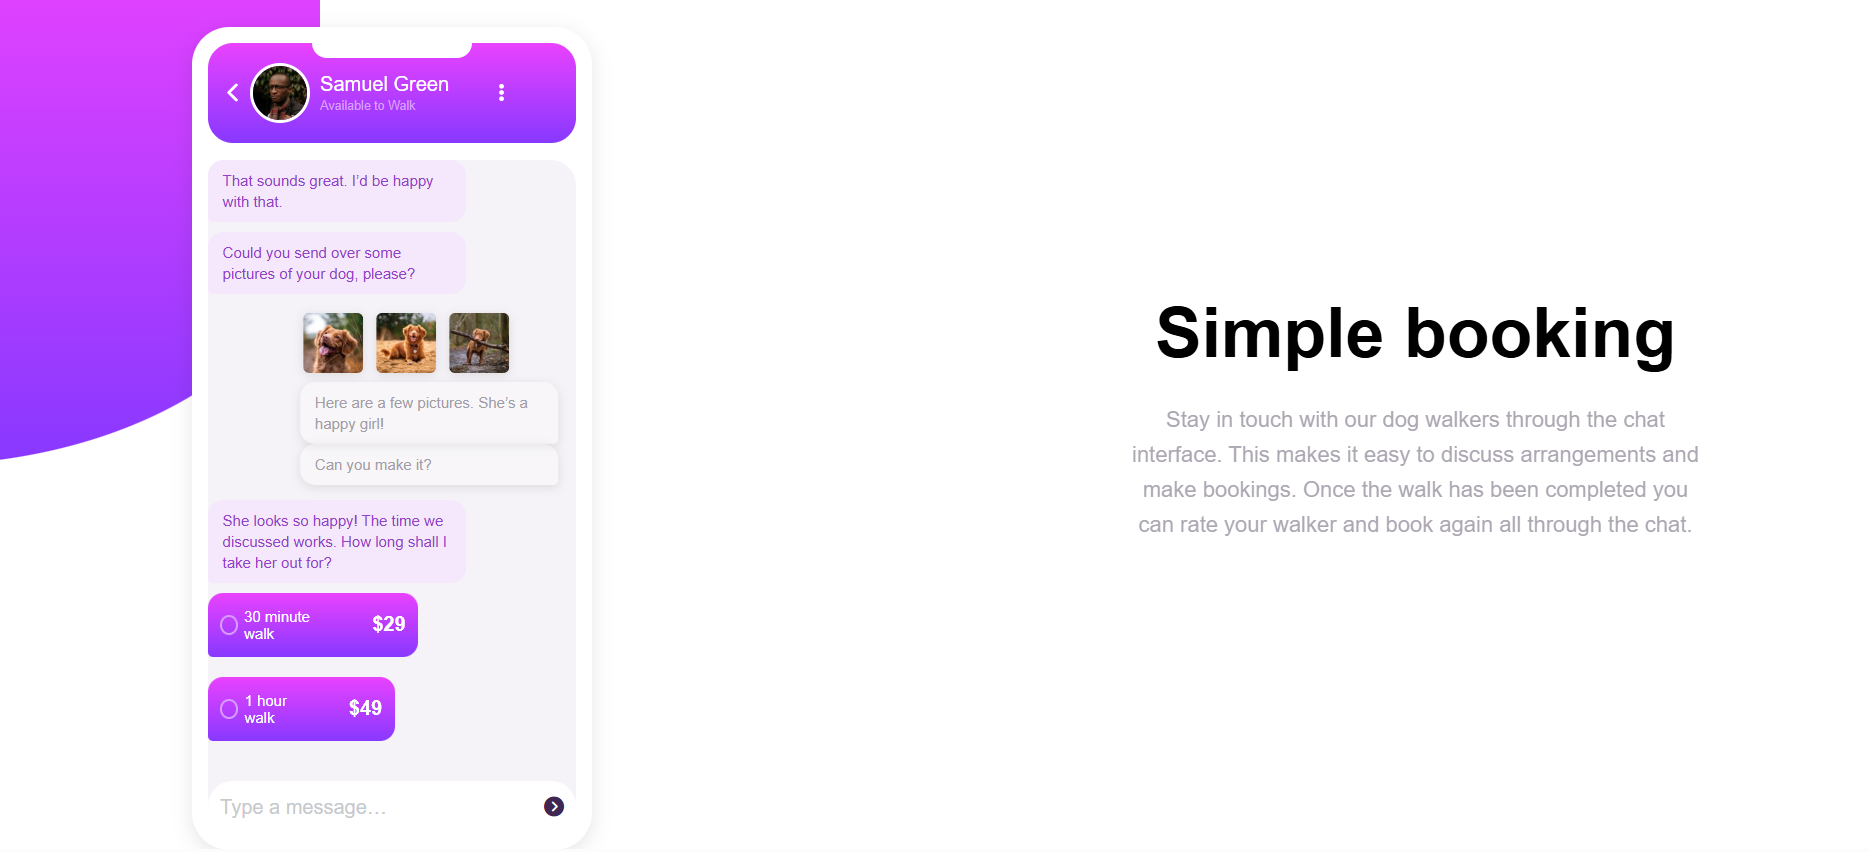 Samuel Green
Available to Walk
That sounds great. I’d be happy
with that.
Could you send over some
pictures of your dog, please?
Here are a few pictures. She’s a
happy girl!
Can you make it?
She looks so happy! The time we
discussed works. How long shall I
take her out for?
30 minute
walk
$29
1 hour
walk
$49
Type a message…
Simple booking
Stay in touch with our dog walkers through the chat
interface. This makes it easy to discuss arrangements and
make bookings. Once the walk has been completed you
can rate your walker and book again all through the chat.